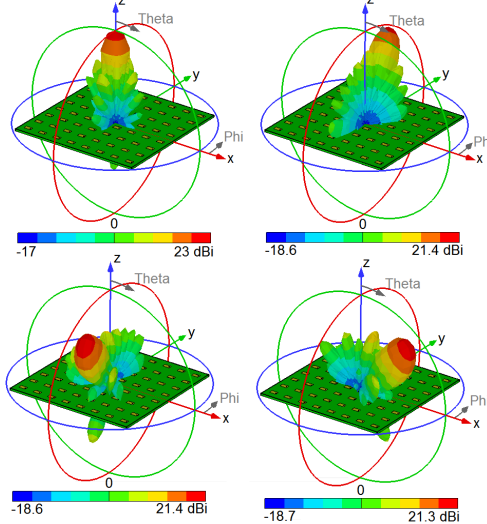 z
Theta
y
Phi
x
0
-17 23 dBi
z
Theta
y
Phi
x
0
-18.6 21.4 dBi
z
Theta
y
Phi
x
0
-18.6 21.4 dBi
z
Theta
y
Ph
x
0
-18.7 21.3 dBi